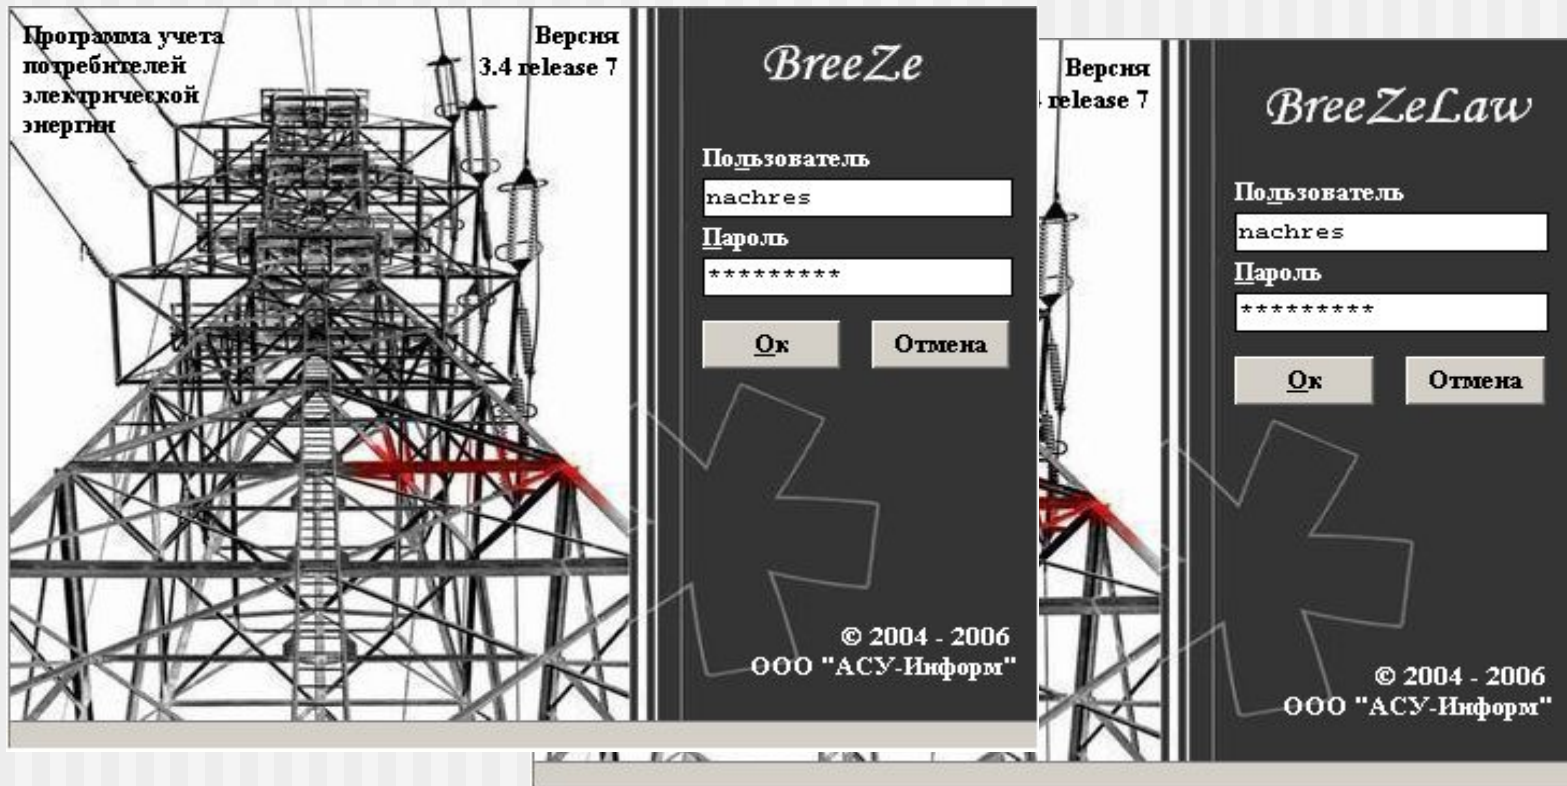 Программа учета
потребителей
электрической
энергии
Версия
3.4 release 7
BreeZe
Пользователь
nachres
Пароль
*********
Ок
Отмена
© 2004 - 2006
ООО "АСУ-Информ"
Версия
release 7
BreeZeLaw
Пользователь
nachres
Пароль
*********
Ок
Отмена
© 2004 - 2006
ООО "АСУ-Информ"